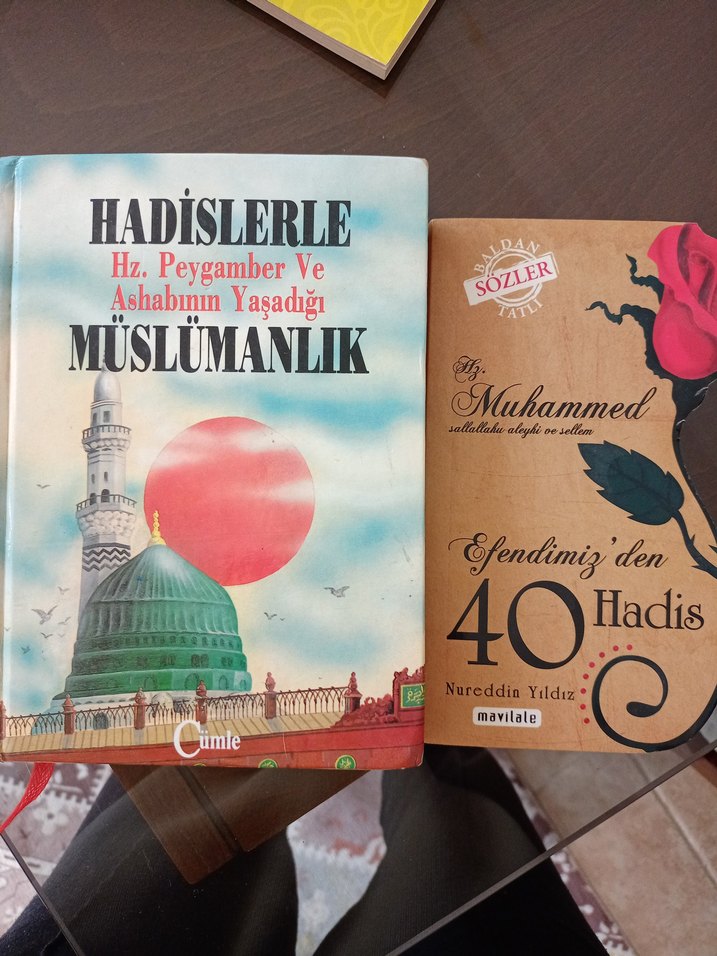 HADİSLERLE
Hz. Peygamber Ve
Ashabının Yaşadığı
MÜSLÜMANLIK
Cümle
BALDAN
SÖZLER
TATLI
Hz.
Muhammed
sallallahu aleyhi ve sellem
Efendimiz'den
40 Hadis
Nureddin Yıldız
mavilale